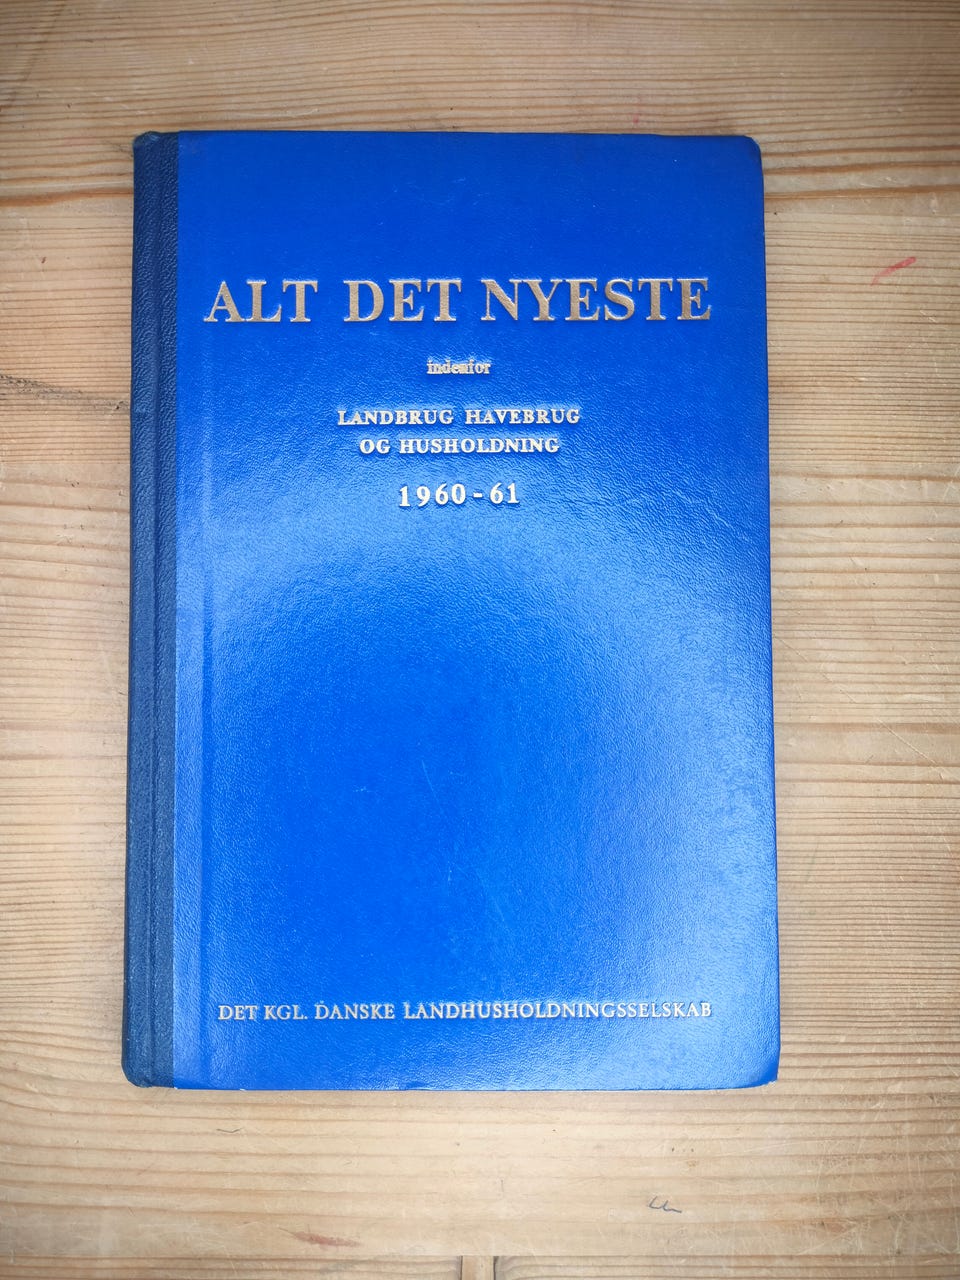 ALT DET NYESTE
indenfor
LANDBRUG HAVEBRUG
OG HUSHOLDNING
1960-61
DET KGL. DANSKE LANDHUSHOLDNINGSSELSKAB